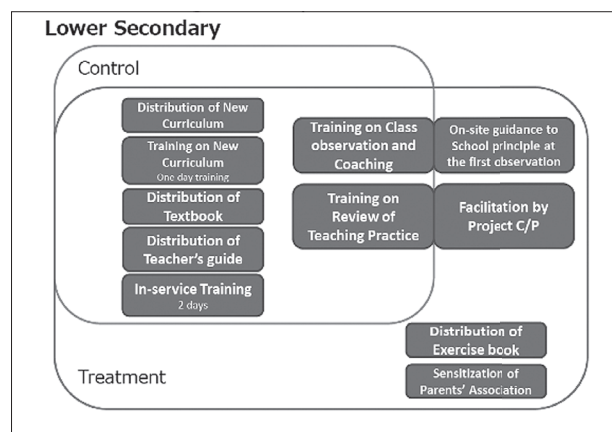 Lower Secondary
Control
Distribution of New
Curriculum
Training on New
Curriculum
One day training
Distribution of
Textbook
Distribution of
Teacher's guide
In-service Training
2 days
Training on Class
observation and
Coaching
On-site guidance to
School principle at
the first observation
Training on
Review of
Teaching Practice
Facilitation by
Project C/P
Distribution of
Exercise book
Sensitization of
Parents' Association
Treatment